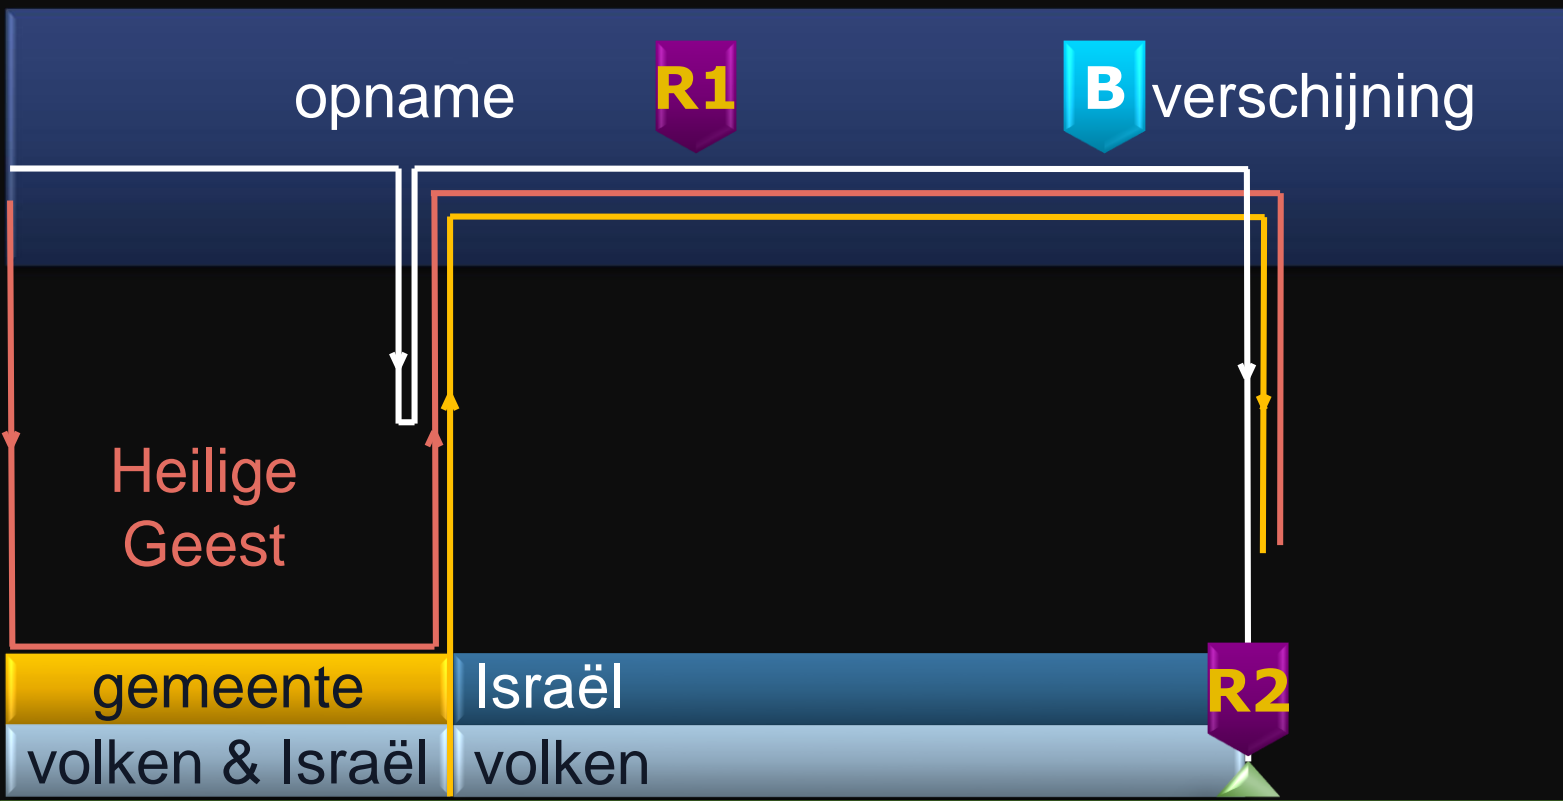 opname
R1
B
verschijning
Heilige
Geest
gemeente
Israël
R2
volken & Israël
volken